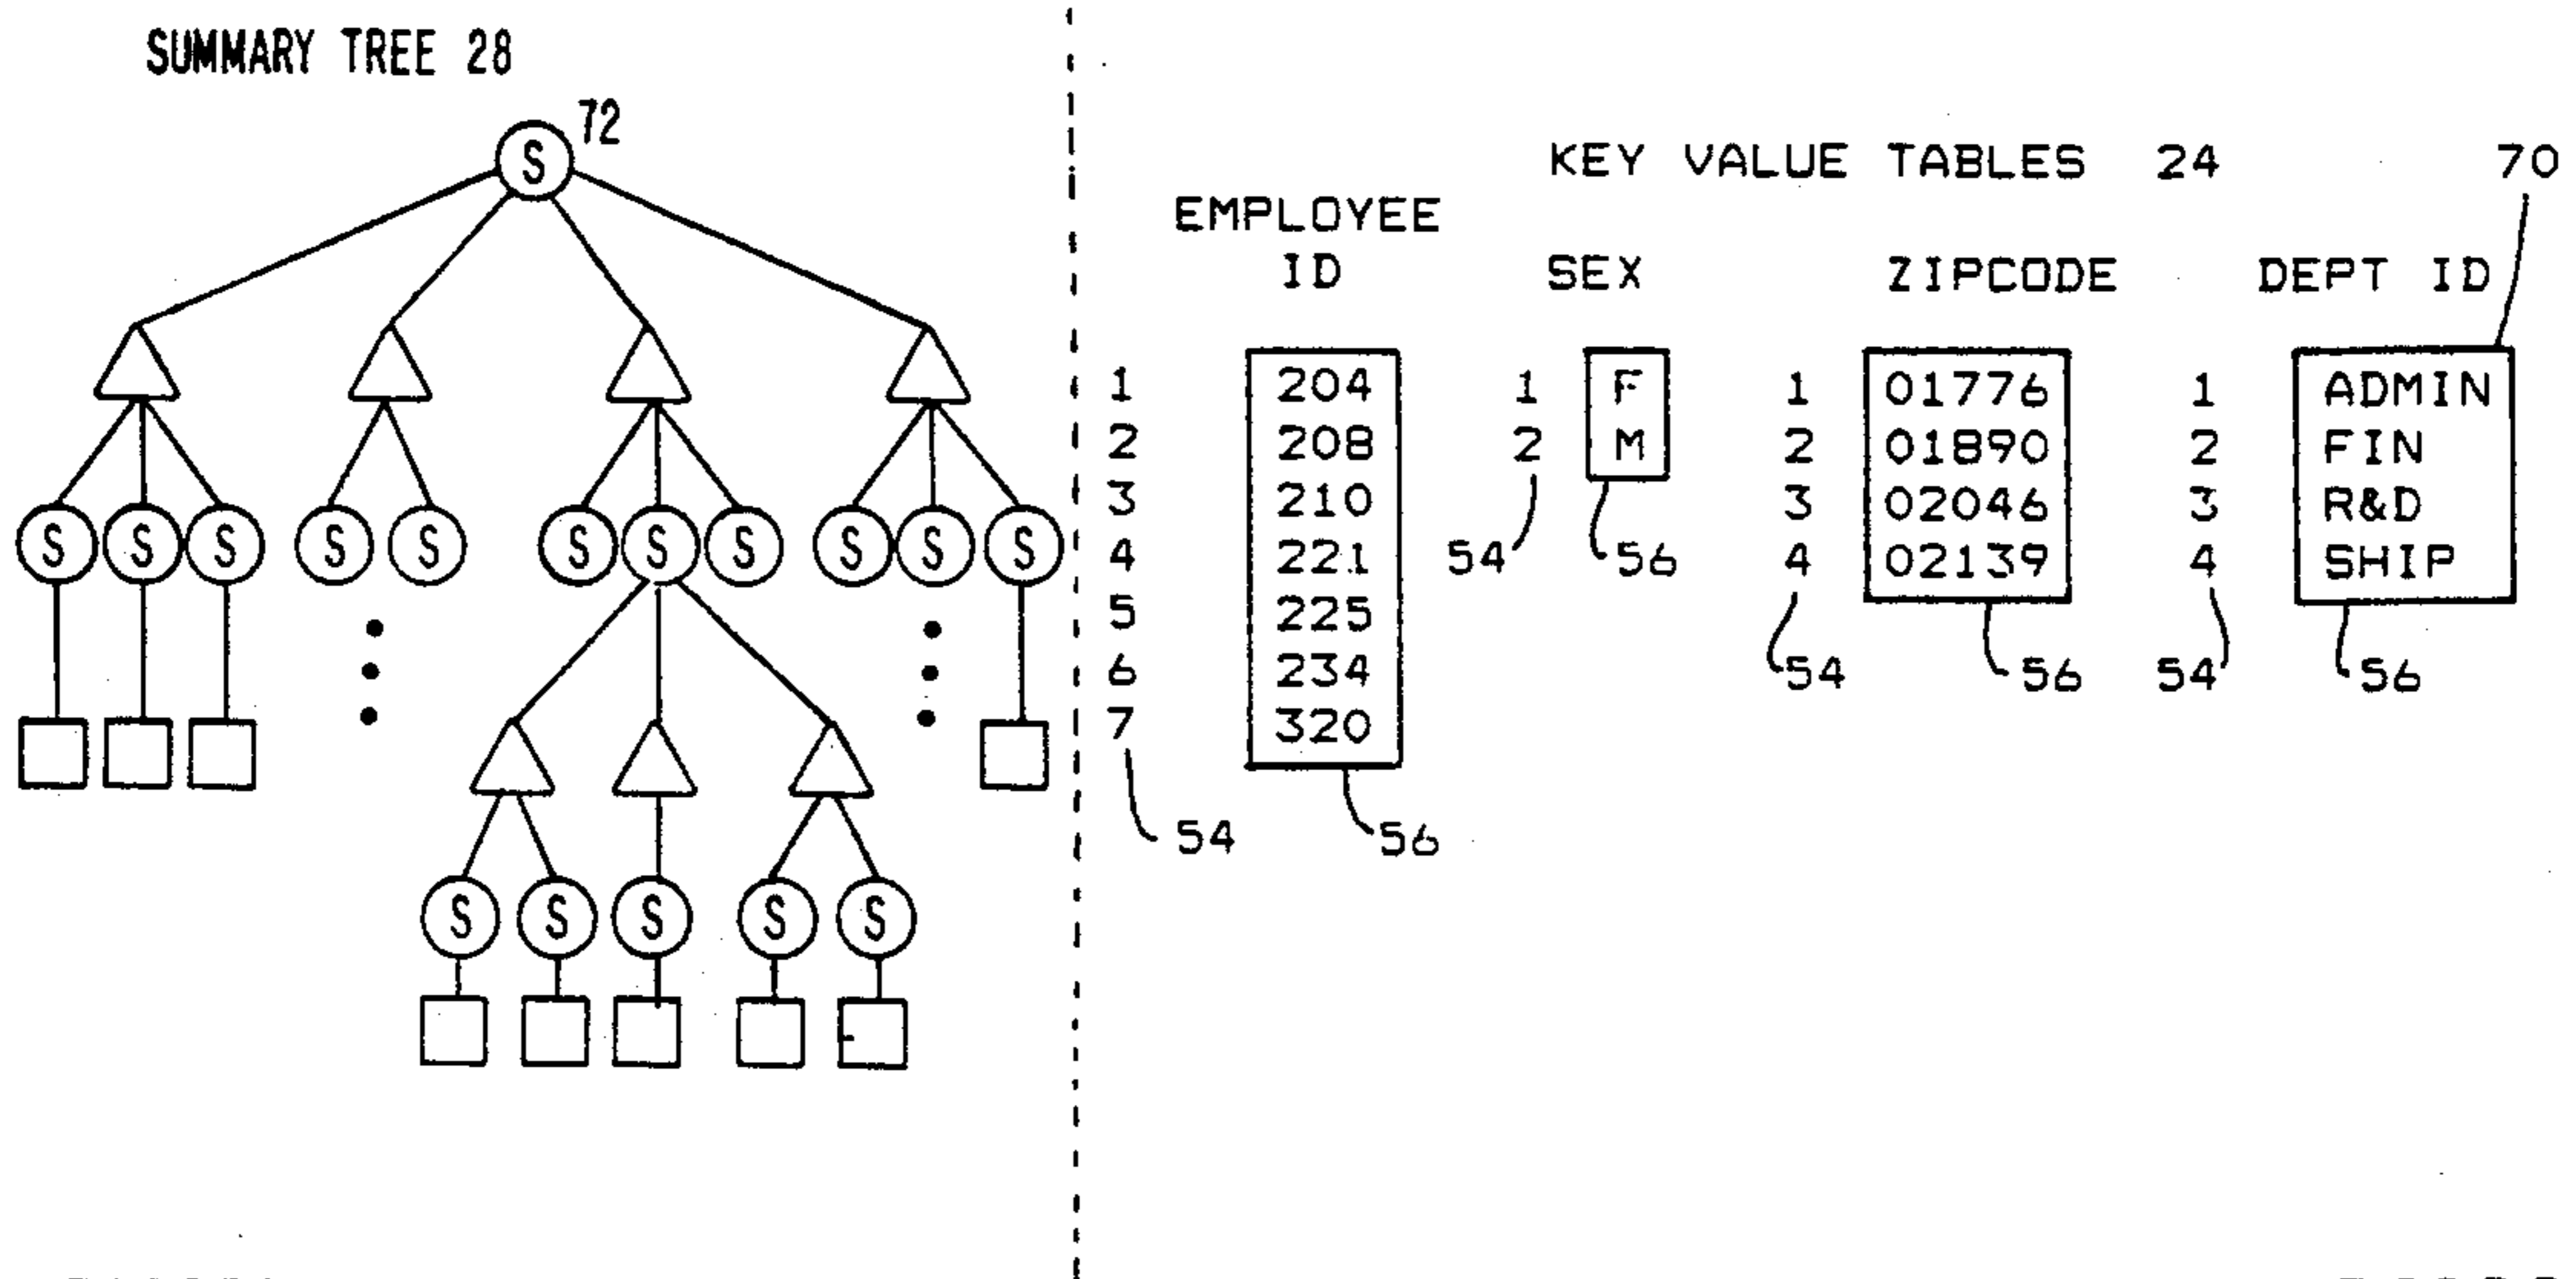 SUMMARY TREE 28
72
S
S S S S S S S S S S S
S S S S S
KEY VALUE TABLES 24
70
EMPLOYEE
ID SEX ZIPCODE DEPT ID
1 204 1 F 1 01776 1 ADMIN
2 208 2 M 2 01890 2 FIN
3 210 3 02046 3 R&D
4 221 54 56 4 02139 4 SHIP
5 225
6 234 54 56 54 56
7 320
54 56